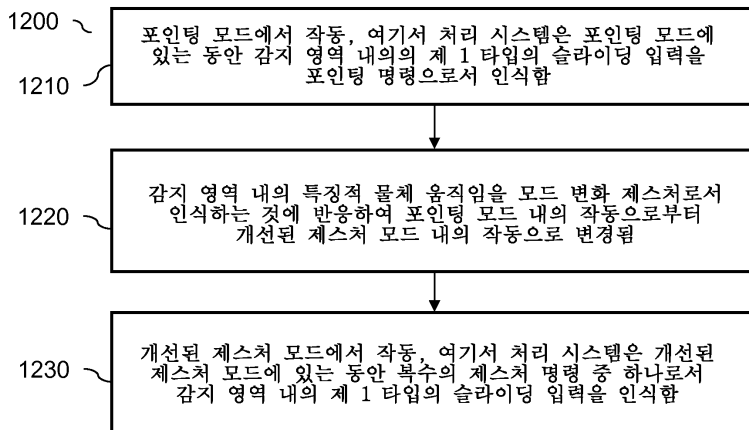 1200
1210
포인팅 모드에서 작동, 여기서 처리 시스템은 포인팅 모드에
있는 동안 감지 영역 내의의 제 1 타입의 슬라이딩 입력을
포인팅 명령으로서 인식함
1220
감지 영역 내의 특징적 물체 움직임을 모드 변화 제스처로서
인식하는 것에 반응하여 포인팅 모드 내의 작동으로부터
개선된 제스처 모드 내의 작동으로 변경됨
1230
개선된 제스처 모드에서 작동, 여기서 처리 시스템은 개선된
제스처 모드에 있는 동안 복수의 제스처 명령 중 하나로서
감지 영역 내의 제 1 타입의 슬라이딩 입력을 인식함